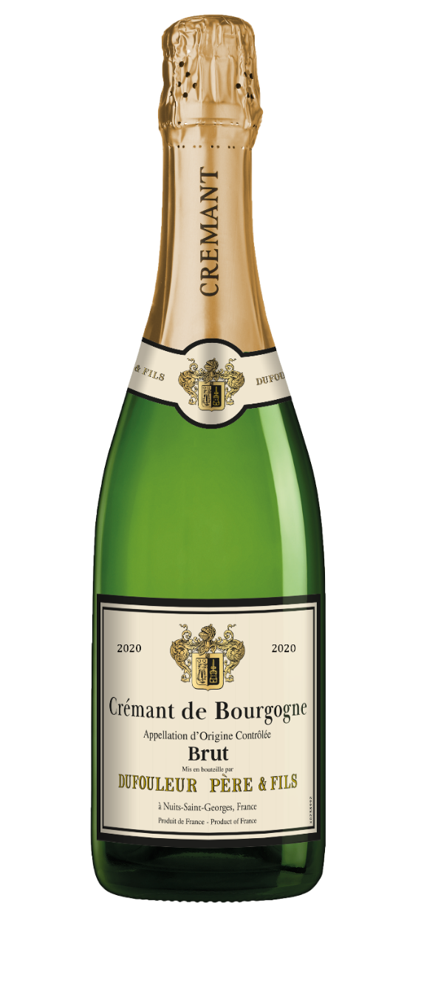 CREMANT
& FILS
DUFOU
2020 2020
Crémant de Bourgogne
Appellation d'Origine Contrôlée
Brut
Mis en bouteille par
DUFOULEUR PÈRE & FILS
à Nuits-Saint-Georges, France
Produit de France - Product of France